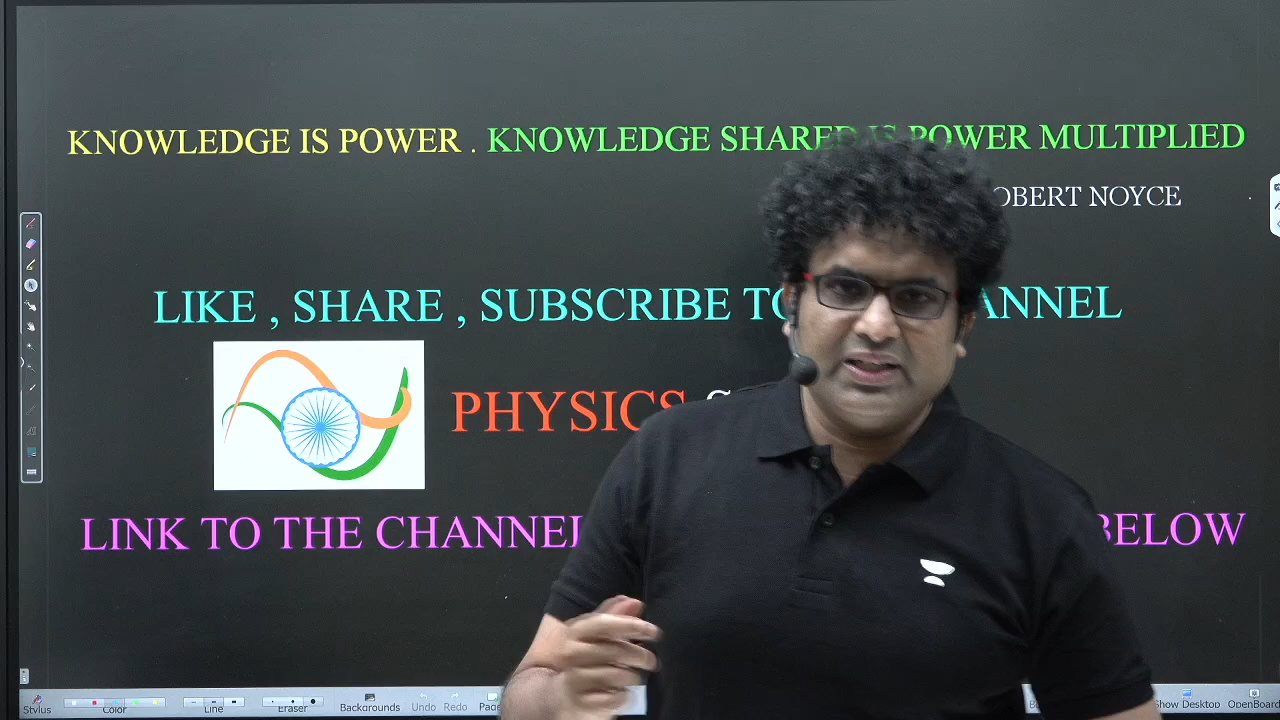 KNOWLEDGE IS POWER . KNOWLEDGE SHARED IS POWER MULTIPLIED
OBERT NOYCE
LIKE , SHARE , SUBSCRIBE TO ANNEL
PHYSICS
LINK TO THE CHANNEL BELOW
Stylus Color Line Eraser Backgrounds Undo Redo Show Desktop OpenBoard